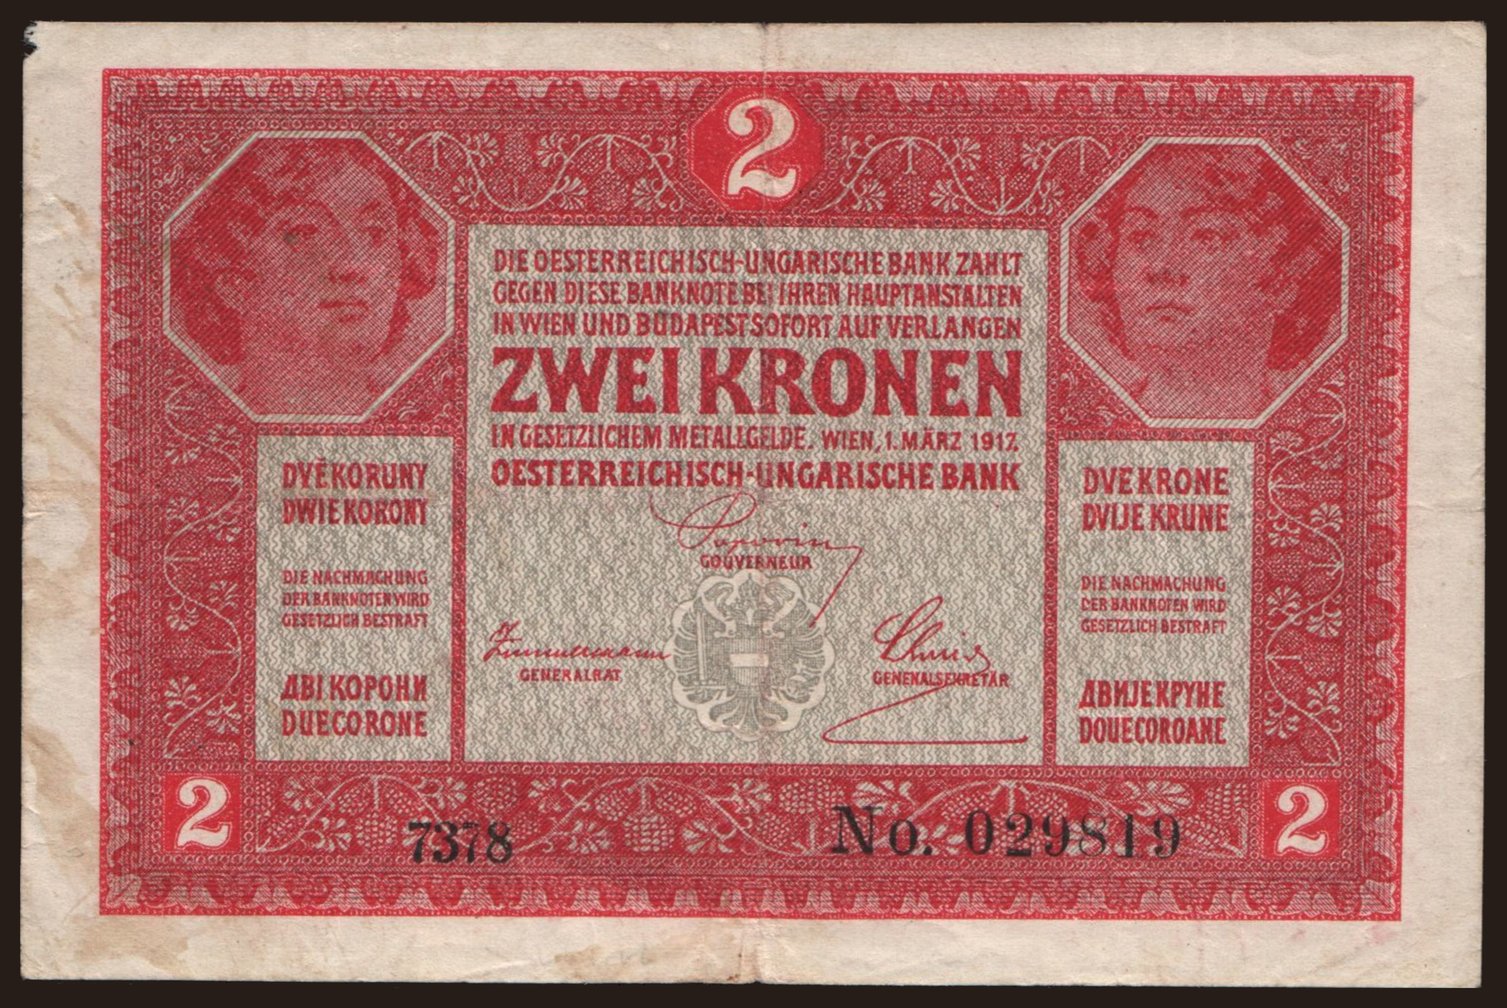 2
DIE OESTERREICHISCH-UNGARISCHE BANK ZAHLT
GEGEN DIESE BANKNOTE BEI IHREN HAUPTANSTALTEN
IN WIEN UND BUDAPEST SOFORT AUF VERLANGEN
ZWEI KRONEN
IN GESETZLICHEM METALLGELDE. WIEN, 1. MÄRZ 1917.
OESTERREICHISCH-UNGARISCHE BANK
Popovics
GOUVERNEUR
Zimmermann
GENERALRAT
Schmid
GENERALSEKRETÄR
DVĚ KORUNY
DWIE KORONY
DIE NACHMACHUNG
DER BANKNOTEN WIRD
GESETZLICH BESTRAFT
ДВІ КОРОНИ
DUE CORONE
DVE KRONE
DVIJE KRUNE
DIE NACHMACHUNG
DER BANKNOTEN WIRD
GESETZLICH BESTRAFT
ДВИЈЕ КРУНЕ
DOUE COROANE
2
7378
No. 029819
2